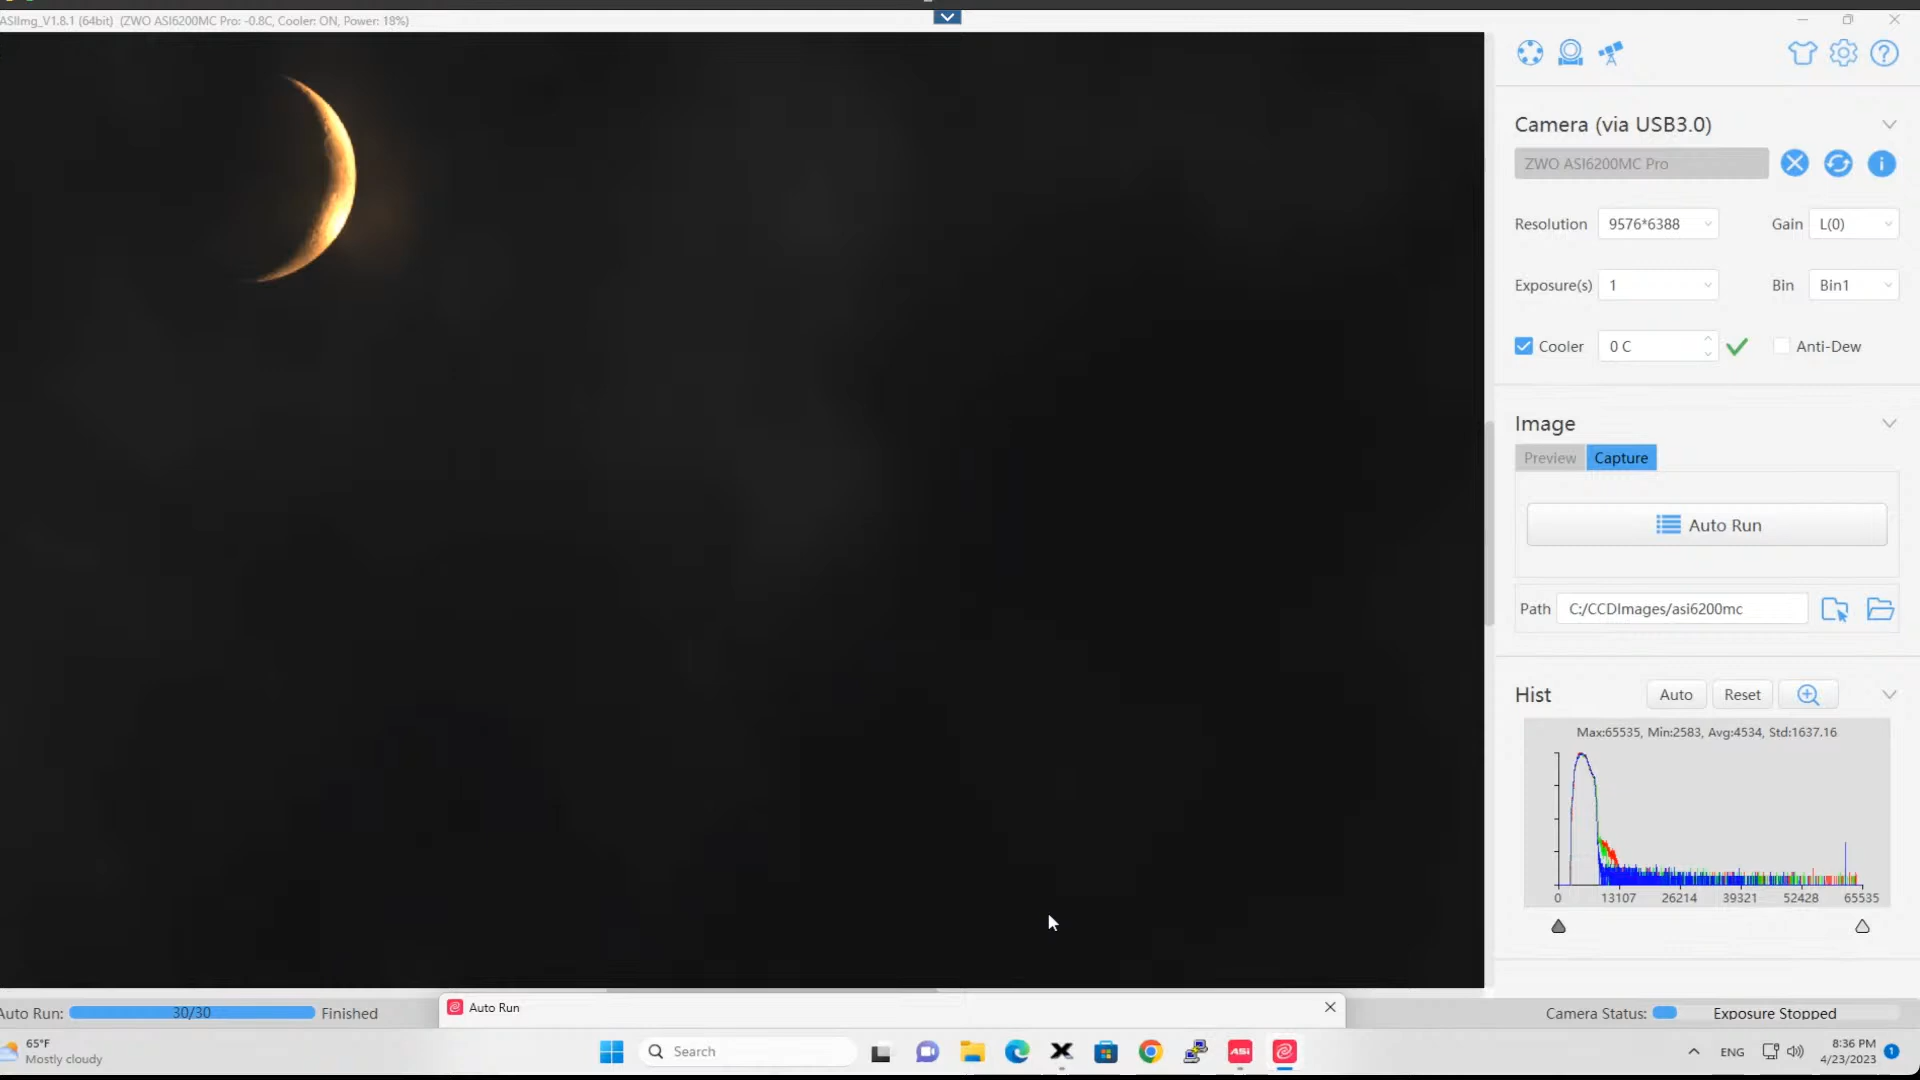 ASIImg_V1.8.1 (64bit) (ZWO ASI6200MC Pro: -0.8C, Cooler: ON, Power: 18%)
Camera (via USB3.0)
ZWO ASI6200MC Pro
Resolution 9576*6388 Gain L(0)
Exposure(s) 1 Bin Bin1
Cooler 0 C Anti-Dew
Image
Preview Capture
Auto Run
Path C:/CCDImages/asi6200mc
Hist Auto Reset
Max:65535, Min:2583, Avg:4534, Std:1637.16
0 13107 26214 39321 52428 65535
Auto Run: 30/30 Finished
Auto Run
Camera Status: Exposure Stopped
65°F
Mostly cloudy
Search
ASI
ENG
8:36 PM
4/23/2023
1